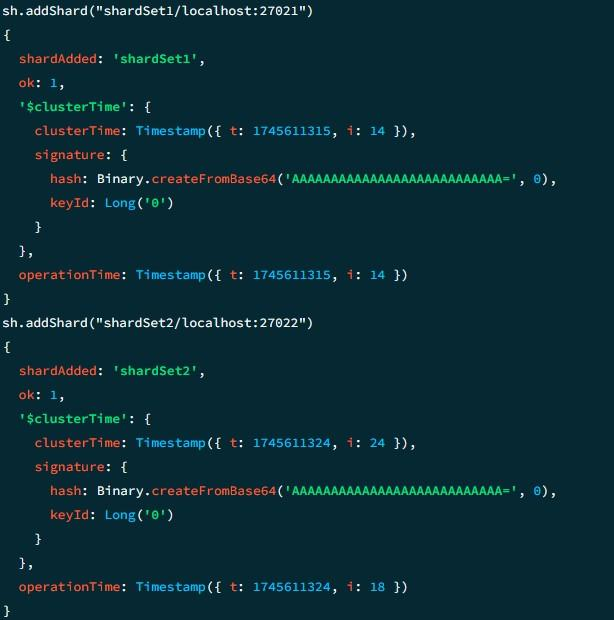 sh.addShard("shardSet1/localhost:27021")
{
  shardAdded: 'shardSet1',
  ok: 1,
  '$clusterTime': {
    clusterTime: Timestamp({ t: 1745611315, i: 14 }),
    signature: {
      hash: Binary.createFromBase64('AAAAAAAAAAAAAAAAAAAAAAAAAAA=', 0),
      keyId: Long('0')
    }
  },
  operationTime: Timestamp({ t: 1745611315, i: 14 })
}
sh.addShard("shardSet2/localhost:27022")
{
  shardAdded: 'shardSet2',
  ok: 1,
  '$clusterTime': {
    clusterTime: Timestamp({ t: 1745611324, i: 24 }),
    signature: {
      hash: Binary.createFromBase64('AAAAAAAAAAAAAAAAAAAAAAAAAAA=', 0),
      keyId: Long('0')
    }
  },
  operationTime: Timestamp({ t: 1745611324, i: 18 })
}